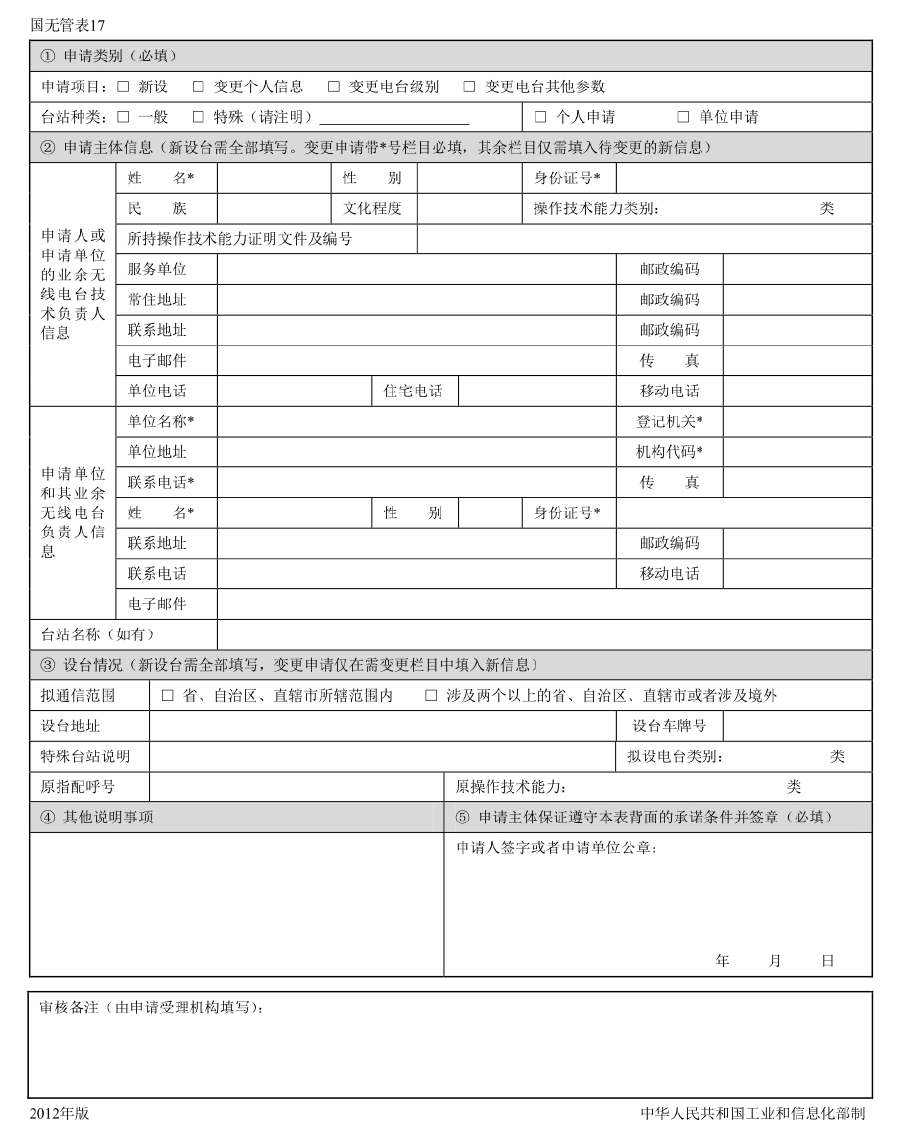 国无管表17
① 申请类别（必填）
申请项目：□ 新设 □ 变更个人信息 □ 变更电台级别 □ 变更电台其他参数
台站种类：□ 一般 □ 特殊（请注明）____________________ □ 个人申请 □ 单位申请
② 申请主体信息（新设台需全部填写。变更申请带*号栏目必填，其余栏目仅需填入待变更的新信息）
申请人或
申请单位
的业余无
线电台技
术负责人
信息
姓 名* 性 别 身份证号*
民 族 文化程度 操作技术能力类别： 类
所持操作技术能力证明文件及编号
服务单位 邮政编码
常住地址 邮政编码
联系地址 邮政编码
电子邮件 传 真
单位电话 住宅电话 移动电话
申请单位
和其业余
无线电台
负责人信
息
单位名称* 登记机关*
单位地址 机构代码*
联系电话* 传 真
姓 名* 性 别 身份证号*
联系地址 邮政编码
联系电话 移动电话
电子邮件
台站名称（如有）
③ 设台情况（新设台需全部填写，变更申请仅在需变更栏目中填入新信息）
拟通信范围 □ 省、自治区、直辖市所辖范围内 □ 涉及两个以上的省、自治区、直辖市或者涉及境外
设台地址 设台车牌号
特殊台站说明 拟设电台类别： 类
原指配呼号 原操作技术能力： 类
④ 其他说明事项 ⑤ 申请主体保证遵守本表背面的承诺条件并签章（必填）
申请人签字或者申请单位公章：
年 月 日
审核备注（由申请受理机构填写）：
2012年版 中华人民共和国工业和信息化部制